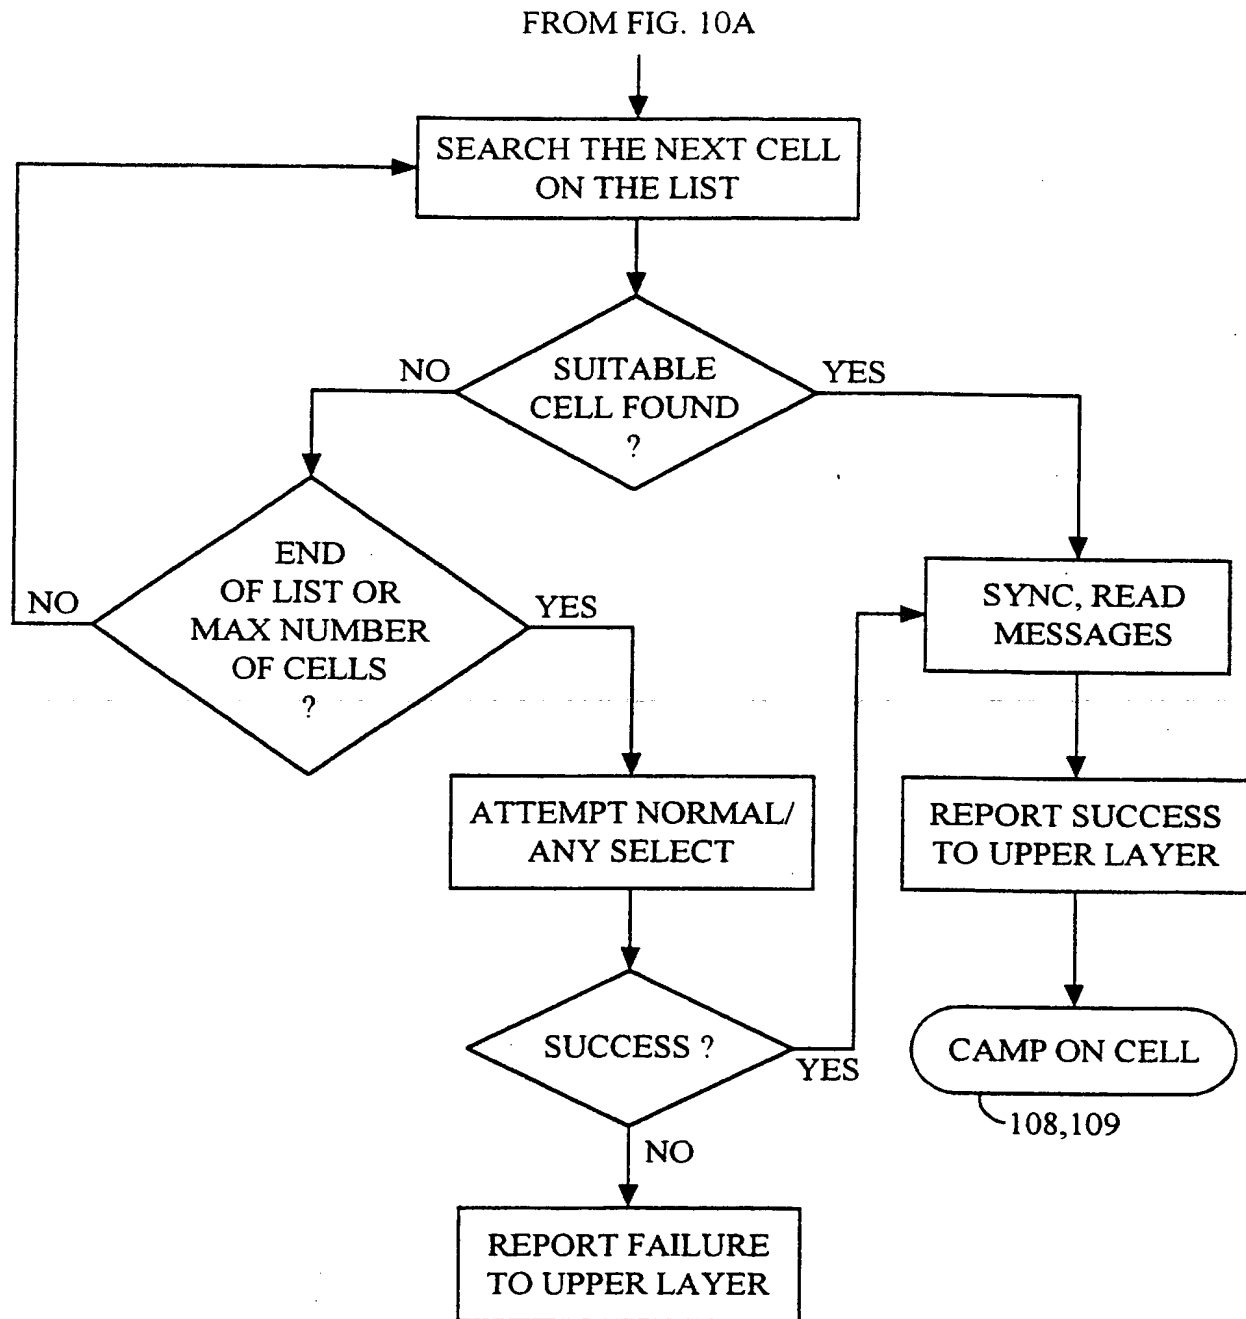 FROM FIG. 10A
SEARCH THE NEXT CELL
ON THE LIST
NO
SUITABLE
CELL FOUND
?
YES
NO
END
OF LIST OR
MAX NUMBER
OF CELLS
?
YES
SYNC, READ
MESSAGES
ATTEMPT NORMAL/
ANY SELECT
REPORT SUCCESS
TO UPPER LAYER
SUCCESS ?
YES
CAMP ON CELL
108,109
NO
REPORT FAILURE
TO UPPER LAYER